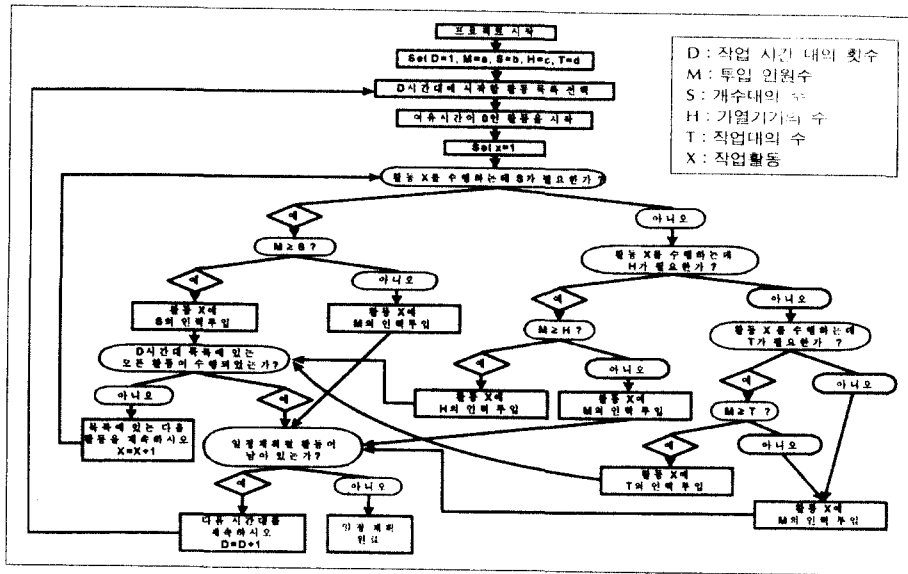 프로젝트 시작
Set D=1, M=a, S=b, H=c, T=d
D시간대에 시작할 활동 목록 선택
여유시간이 0인 활동을 시작
Set x=1
활동 X를 수행하는데 S가 필요한가?
D : 작업 시간 대의 횟수
M : 투입 인원수
S : 개수대의 수
H : 가열기기의 수
T : 작업대의 수
X : 작업활동
예
아니오
M ≥ S ?
활동 X를 수행하는데
H가 필요한가 ?
예
아니오
예
아니오
활동 X에
S의 인력 투입
활동 X에
M의 인력 투입
M ≥ H ?
활동 X를 수행하는데
T가 필요한가 ?
D시간대 목록에 있는
모든 활동이 수행되었는가?
예
아니오
예
아니오
아니오
예
활동 X에
H의 인력 투입
활동 X에
M의 인력 투입
M ≥ T ?
목록에 있는 다음
활동을 계속하시오
X=X+1
일정계획될 활동이
남아 있는가?
예
아니오
예
아니오
활동 X에
T의 인력 투입
활동 X에
M의 인력 투입
다음 시간대를
계속하시오
D=D+1
일정 계획
완료